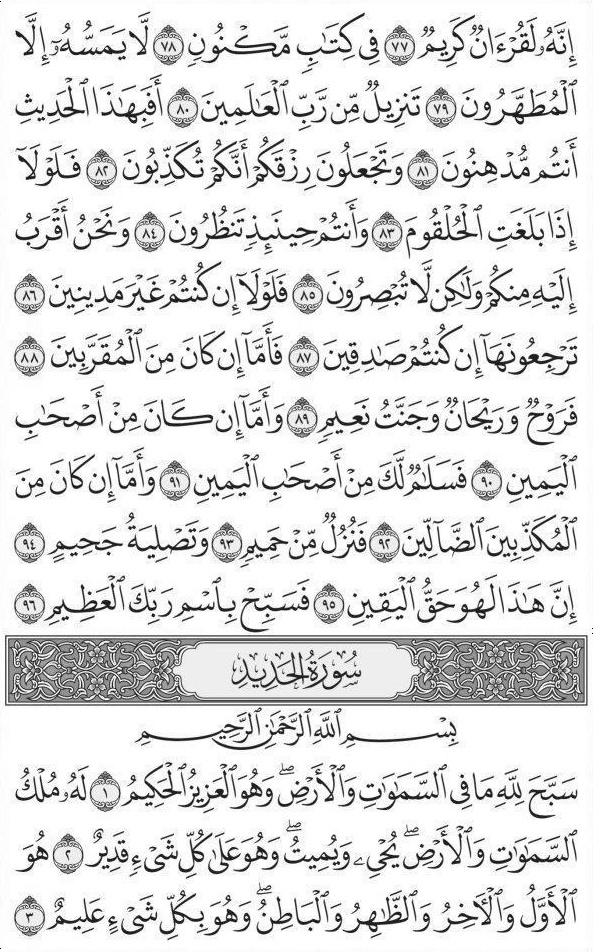 إِنَّهُۥ لَقُرْءَانٌ كَرِيمٌ ٧٧ فِى كِتَٰبٍ مَّكْنُونٍ ٧٨ لَّا يَمَسُّهُۥٓ إِلَّا
ٱلْمُطَهَّرُونَ ٧٩ تَنزِيلٌ مِّن رَّبِّ ٱلْعَٰلَمِينَ ٨٠ أَفَبِهَٰذَا ٱلْحَدِيثِ
أَنتُم مُّدْهِنُونَ ٨١ وَتَجْعَلُونَ رِزْقَكُمْ أَنَّكُمْ تُكَذِّبُونَ ٨٢ فَلَوْلَآ
إِذَا بَلَغَتِ ٱلْحُلْقُومَ ٨٣ وَأَنتُمْ حِينَئِذٍ تَنظُرُونَ ٨٤ وَنَحْنُ أَقْرَبُ
إِلَيْهِ مِنكُمْ وَلَٰكِن لَّا تُبْصِرُونَ ٨٥ فَلَوْلَآ إِن كُنتُمْ غَيْرَ مَدِينِينَ ٨٦
تَرْجِعُونَهَآ إِن كُنتُمْ صَٰدِقِينَ ٨٧ فَأَمَّآ إِن كَانَ مِنَ ٱلْمُقَرَّبِينَ ٨٨
فَرَوْحٌ وَرَيْحَانٌ وَجَنَّتُ نَعِيمٍ ٨٩ وَأَمَّآ إِن كَانَ مِنْ أَصْحَٰبِ
ٱلْيَمِينِ ٩٠ فَسَلَٰمٌ لَّكَ مِنْ أَصْحَٰبِ ٱلْيَمِينِ ٩١ وَأَمَّآ إِن كَانَ مِنَ
ٱلْمُكَذِّبِينَ ٱلضَّآلِّينَ ٩٢ فَنُزُلٌ مِّنْ حَمِيمٍ ٩٣ وَتَصْلِيَةُ جَحِيمٍ ٩٤
إِنَّ هَٰذَا لَهُوَ حَقُّ ٱلْيَقِينِ ٩٥ فَسَبِّحْ بِٱسْمِ رَبِّكَ ٱلْعَظِيمِ ٩٦
سُورَةُ الحَدِيدِ
بِسْمِ ٱللَّهِ ٱلرَّحْمَٰنِ ٱلرَّحِيمِ
سَبَّحَ لِلَّهِ مَا فِى ٱلسَّمَٰوَٰتِ وَٱلْأَرْضِۖ وَهُوَ ٱلْعَزِيزُ ٱلْحَكِيمُ ١ لَهُۥ مُلْكُ
ٱلسَّمَٰوَٰتِ وَٱلْأَرْضِۖ يُحْىِۦ وَيُمِيتُۖ وَهُوَ عَلَىٰ كُلِّ شَىْءٍ قَدِيرٌ ٢ هُوَ
ٱلْأَوَّلُ وَٱلْءَاخِرُ وَٱلظَّٰهِرُ وَٱلْبَاطِنُۖ وَهُوَ بِكُلِّ شَىْءٍ عَلِيمٌ ٣